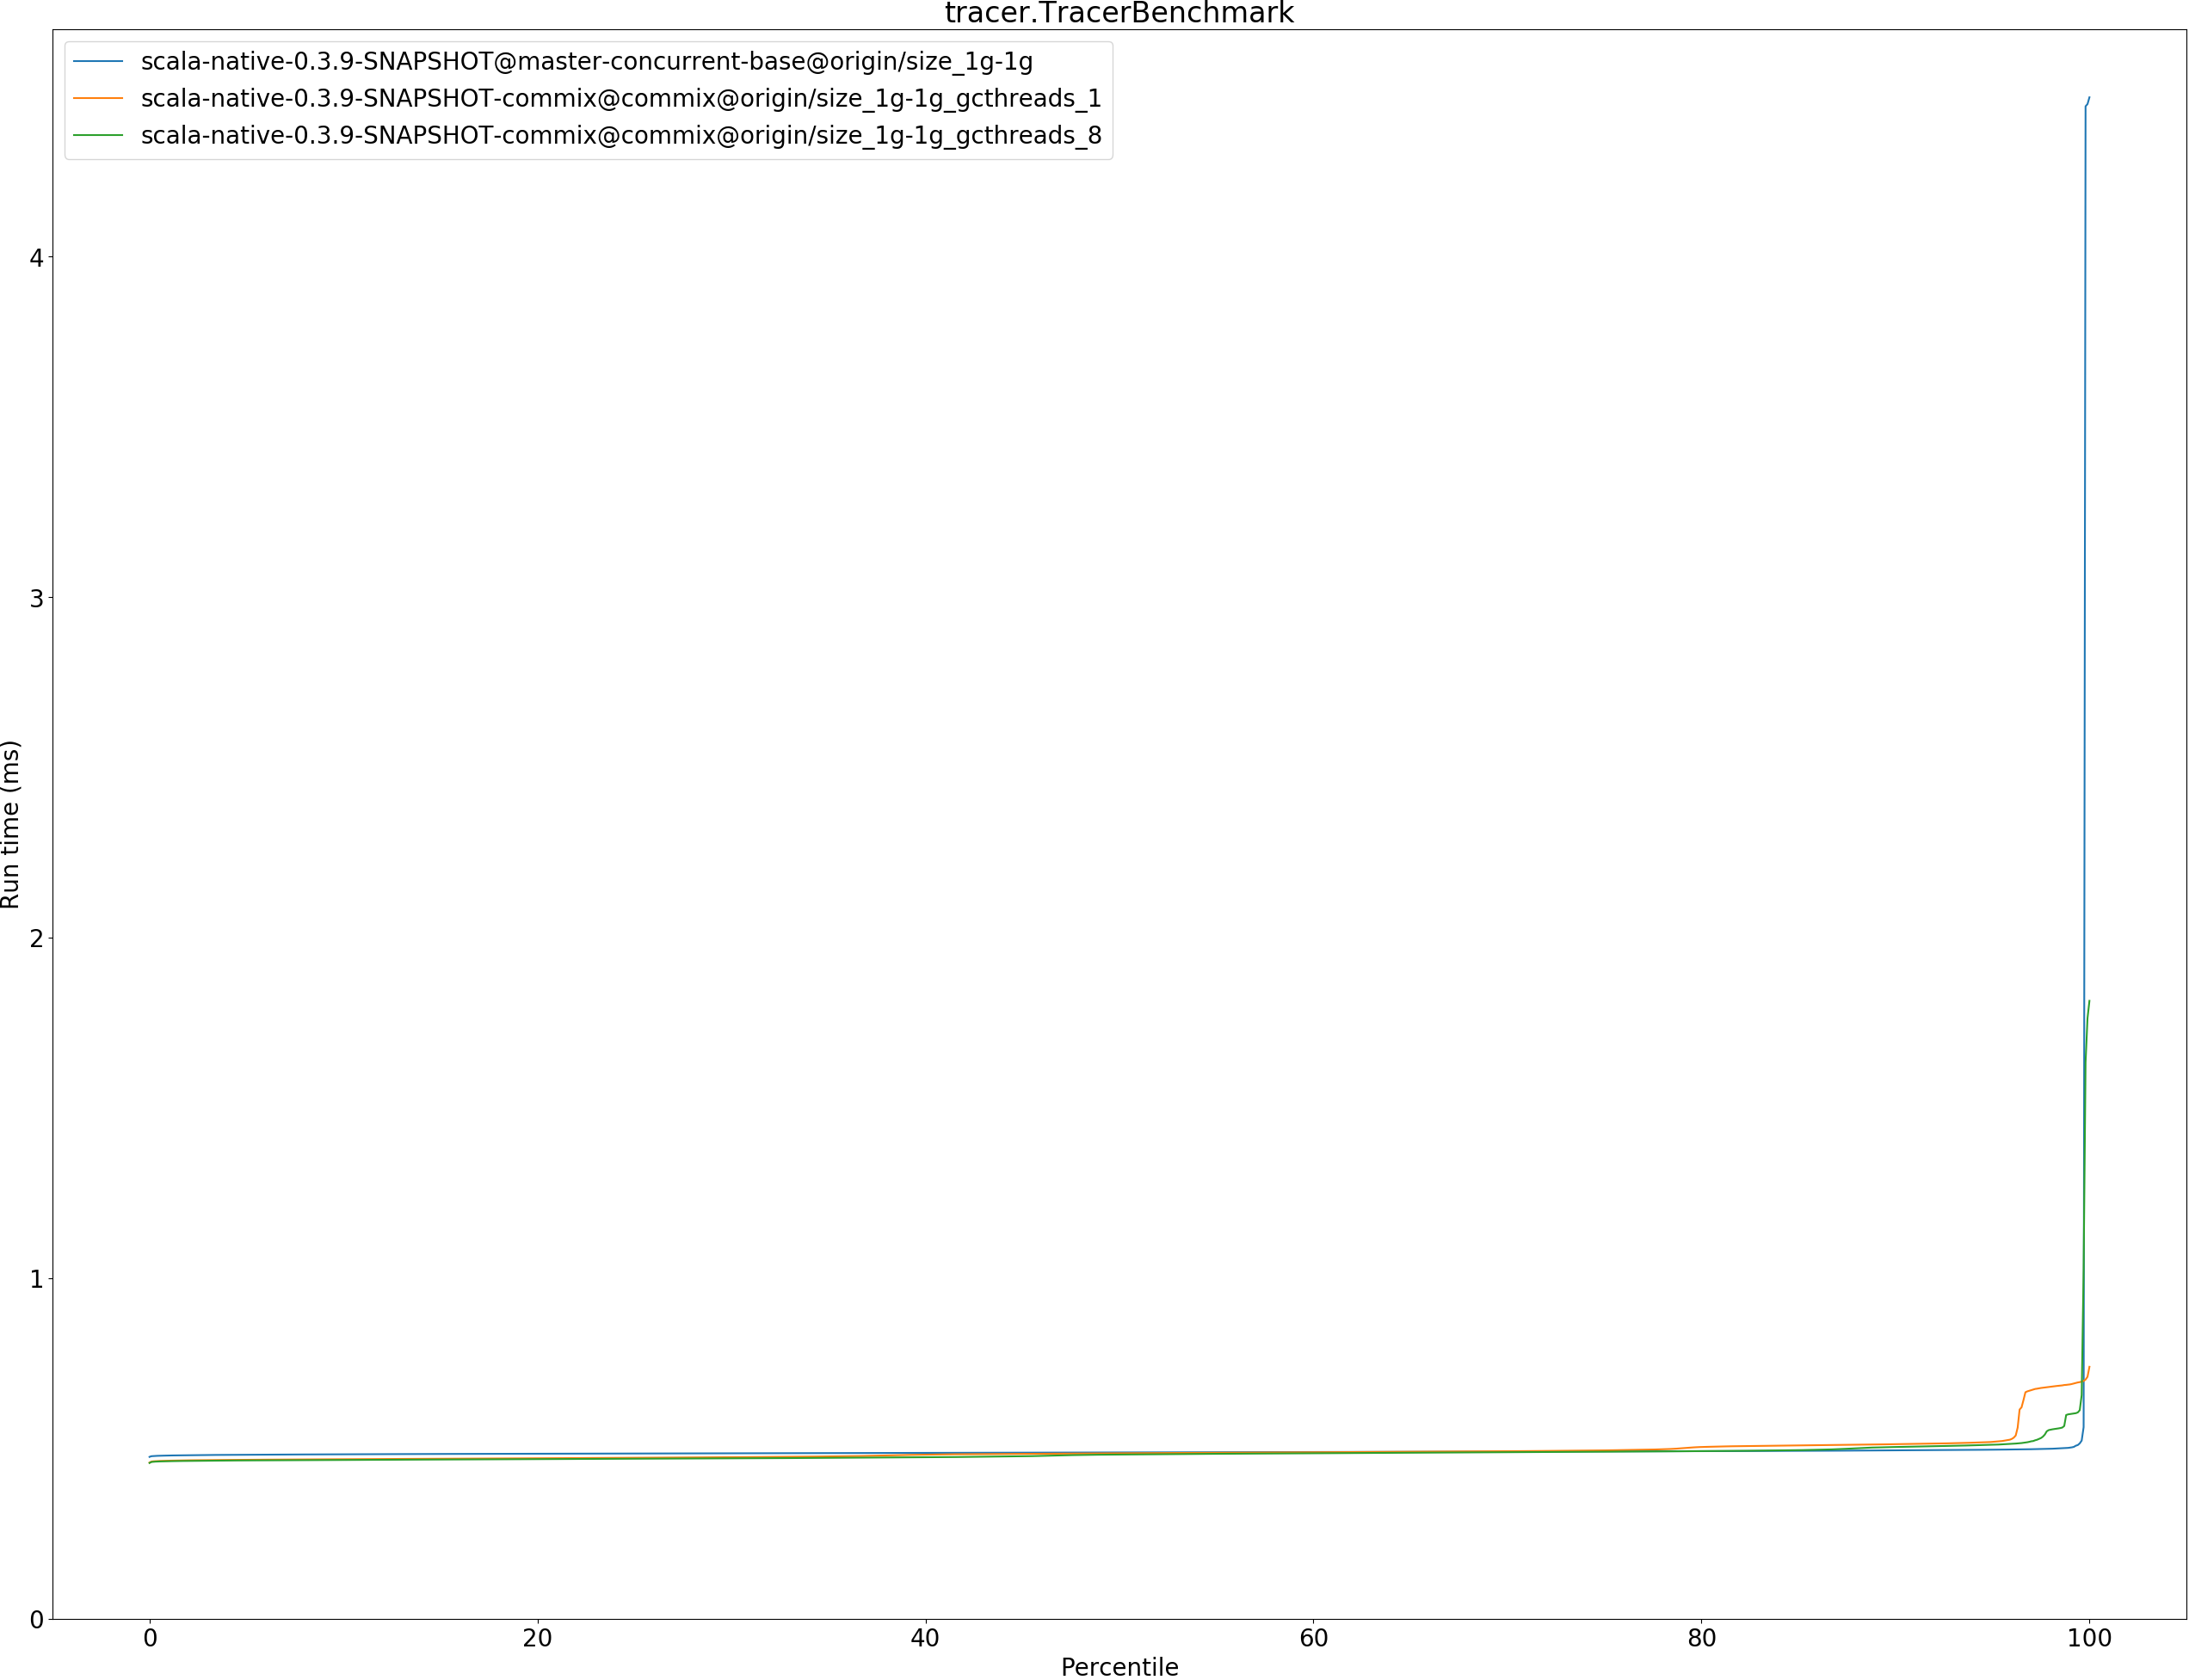 tracer.TracerBenchmark
scala-native-0.3.9-SNAPSHOT@master-concurrent-base@origin/size_1g-1g
scala-native-0.3.9-SNAPSHOT-commix@commix@origin/size_1g-1g_gcthreads_1
scala-native-0.3.9-SNAPSHOT-commix@commix@origin/size_1g-1g_gcthreads_8
4
3
2
1
0
Run time (ms)
0 20 40 60 80 100
Percentile